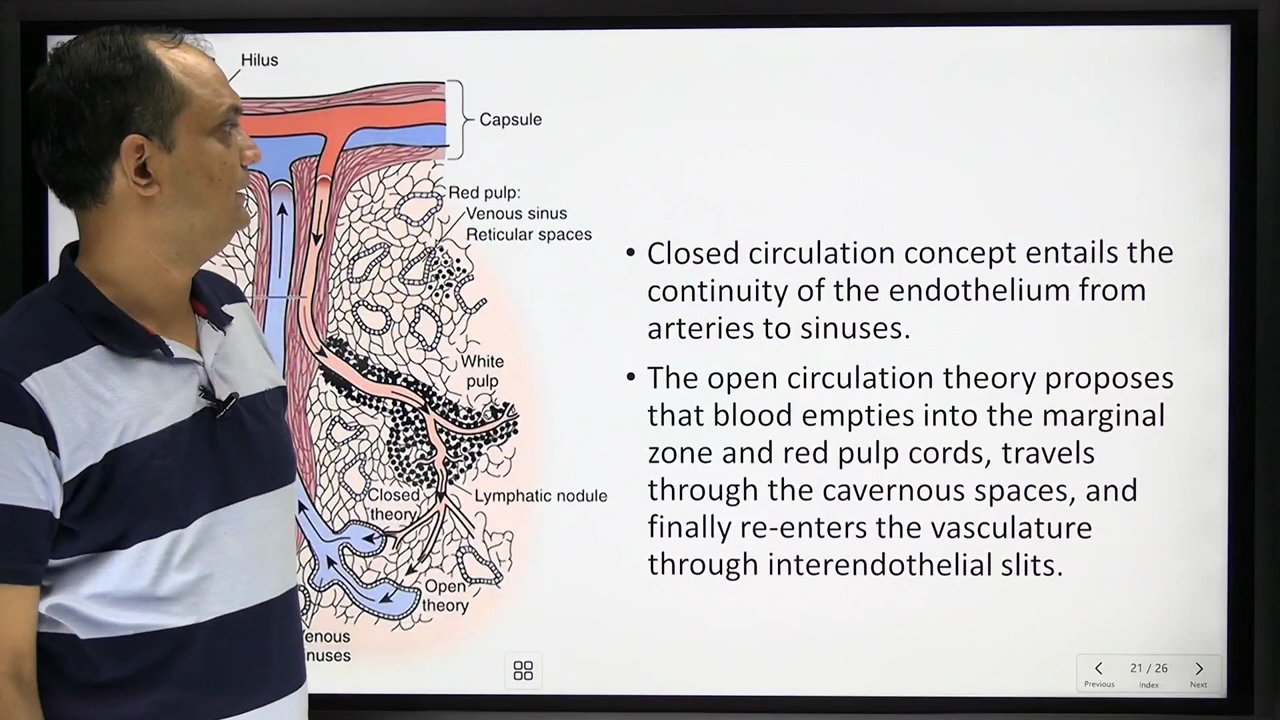 Hilus
Capsule
Red pulp:
Venous sinus
Reticular spaces
White
pulp
Closed
theory
Lymphatic nodule
Open
theory
enous
nuses
• Closed circulation concept entails the
continuity of the endothelium from
arteries to sinuses.
• The open circulation theory proposes
that blood empties into the marginal
zone and red pulp cords, travels
through the cavernous spaces, and
finally re-enters the vasculature
through interendothelial slits.
21 / 26
Previous
Index
Next